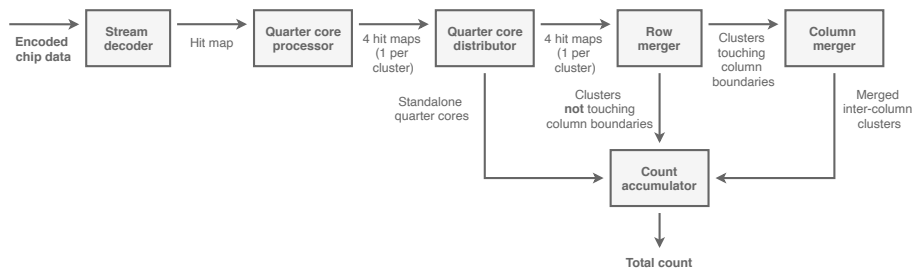 Encoded
chip data
Stream
decoder
Hit map
Quarter core
processor
4 hit maps
(1 per
cluster)
Quarter core
distributor
4 hit maps
(1 per
cluster)
Row
merger
Clusters
touching
column
boundaries
Column
merger
Standalone
quarter cores
Clusters
not touching
column boundaries
Merged
inter-column
clusters
Count
accumulator
Total count